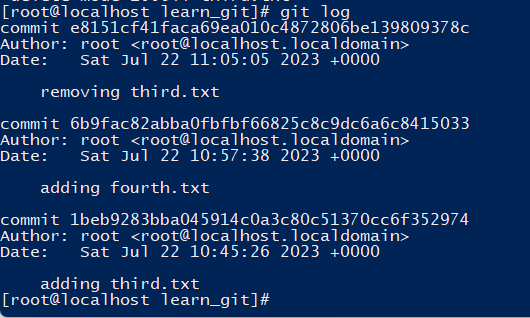 [root@localhost learn_git]# git log
commit e8151cf41faca69ea010c4872806be139809378c
Author: root <root@localhost.localdomain>
Date:   Sat Jul 22 11:05:05 2023 +0000
    removing third.txt
commit 6b9fac82abba0fbfbf66825c8c9dc6a6c8415033
Author: root <root@localhost.localdomain>
Date:   Sat Jul 22 10:57:38 2023 +0000
    adding fourth.txt
commit 1beb9283bba045914c0a3c80c51370cc6f352974
Author: root <root@localhost.localdomain>
Date:   Sat Jul 22 10:45:26 2023 +0000
    adding third.txt
[root@localhost learn_git]#